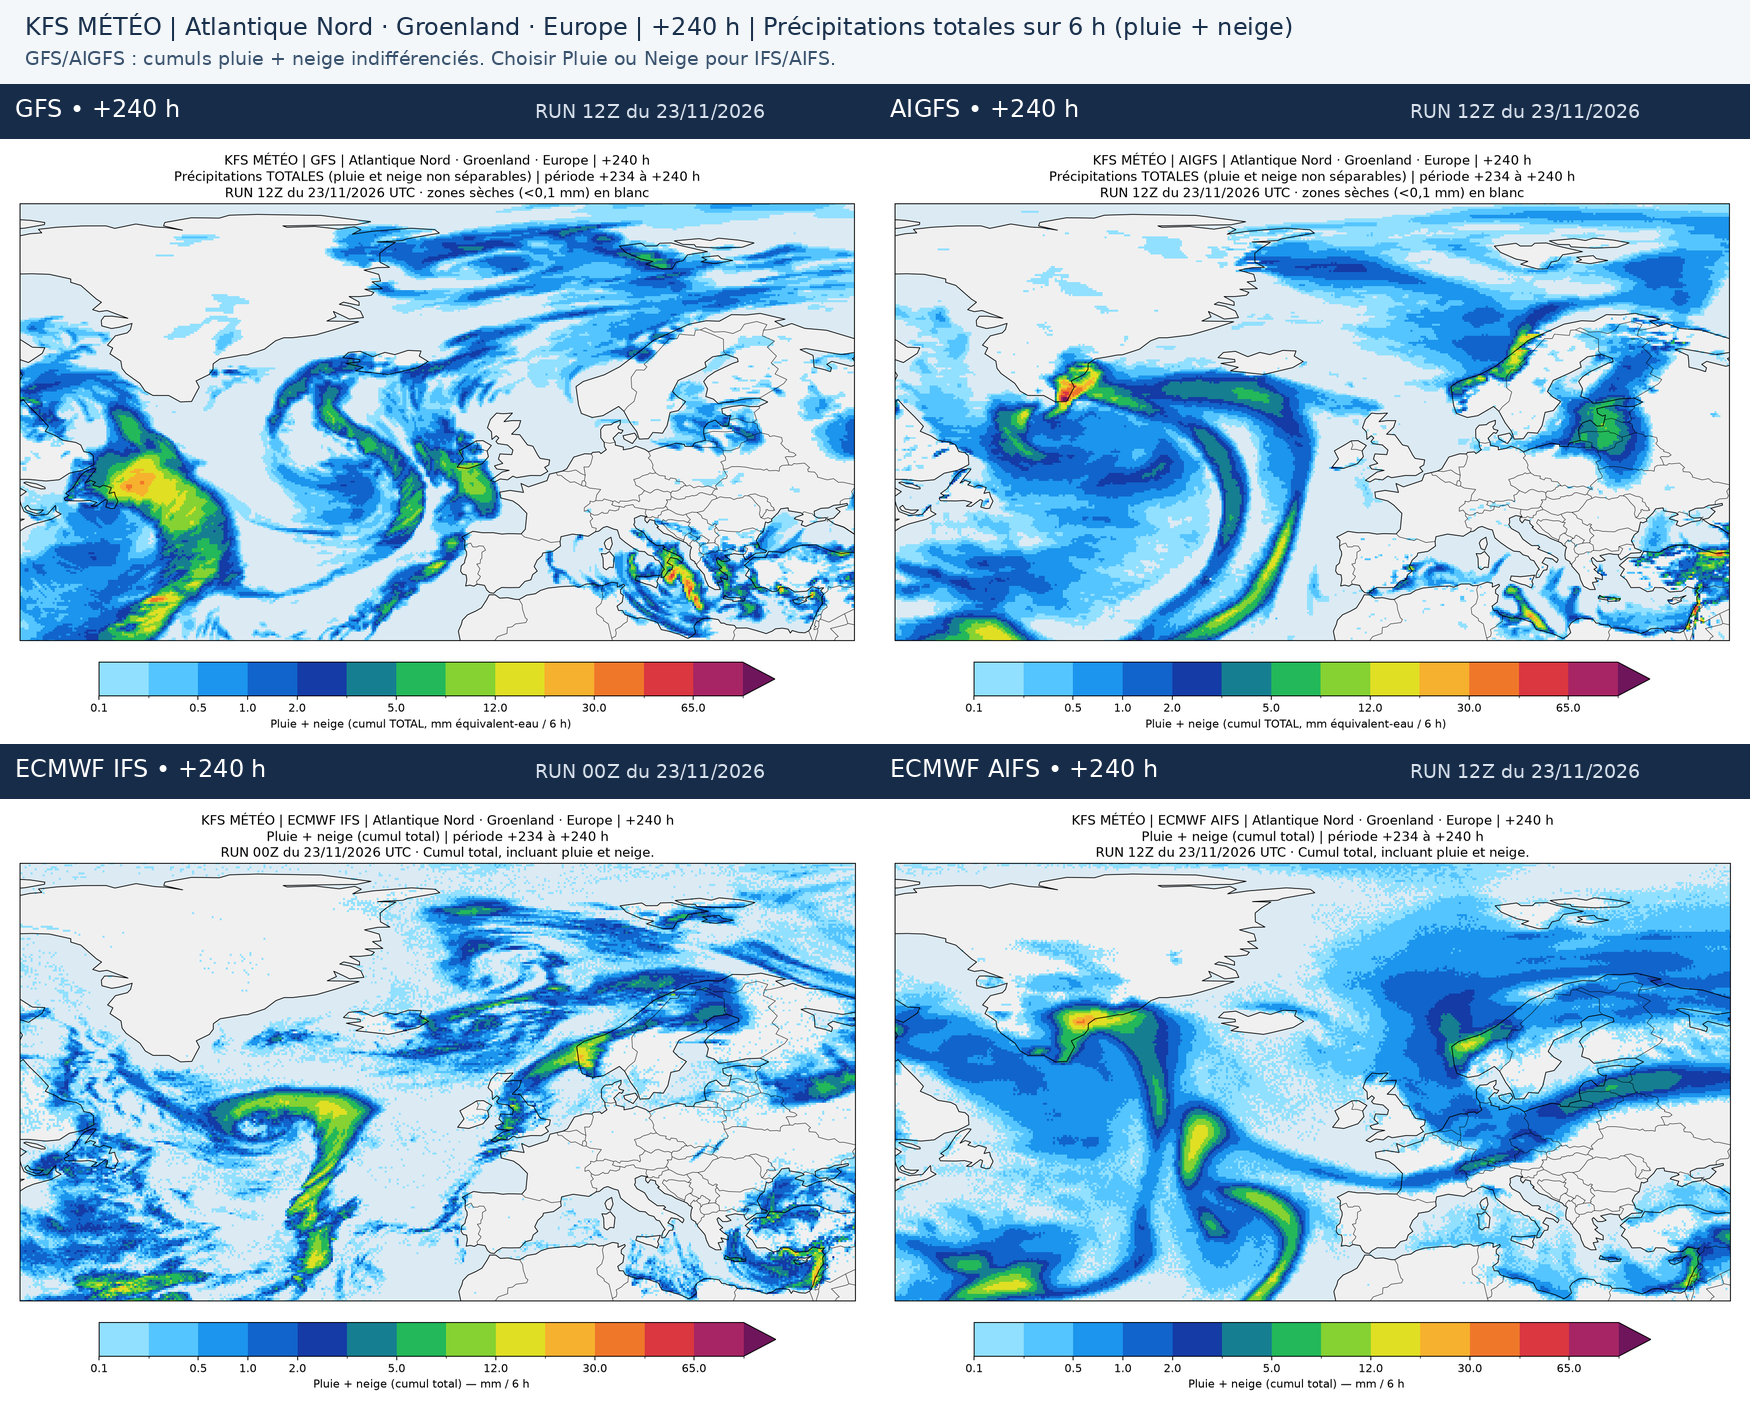 KFS MÉTÉO | Atlantique Nord · Groenland · Europe | +240 h | Précipitations totales sur 6 h (pluie + neige)
GFS/AIGFS : cumuls pluie + neige indifférenciés. Choisir Pluie ou Neige pour IFS/AIFS.
GFS • +240 h
RUN 12Z du 23/11/2026
AIGFS • +240 h
RUN 12Z du 23/11/2026
KFS MÉTÉO | GFS | Atlantique Nord · Groenland · Europe | +240 h
Précipitations TOTALES (pluie et neige non séparables) | période +234 à +240 h
RUN 12Z du 23/11/2026 UTC · zones sèches (<0,1 mm) en blanc
KFS MÉTÉO | AIGFS | Atlantique Nord · Groenland · Europe | +240 h
Précipitations TOTALES (pluie et neige non séparables) | période +234 à +240 h
RUN 12Z du 23/11/2026 UTC · zones sèches (<0,1 mm) en blanc
0.1 0.5 1.0 2.0 5.0 12.0 30.0 65.0
Pluie + neige (cumul TOTAL, mm équivalent-eau / 6 h)
0.1 0.5 1.0 2.0 5.0 12.0 30.0 65.0
Pluie + neige (cumul TOTAL, mm équivalent-eau / 6 h)
ECMWF IFS • +240 h
RUN 00Z du 23/11/2026
ECMWF AIFS • +240 h
RUN 12Z du 23/11/2026
KFS MÉTÉO | ECMWF IFS | Atlantique Nord · Groenland · Europe | +240 h
Pluie + neige (cumul total) | période +234 à +240 h
RUN 00Z du 23/11/2026 UTC · Cumul total, incluant pluie et neige.
KFS MÉTÉO | ECMWF AIFS | Atlantique Nord · Groenland · Europe | +240 h
Pluie + neige (cumul total) | période +234 à +240 h
RUN 12Z du 23/11/2026 UTC · Cumul total, incluant pluie et neige.
0.1 0.5 1.0 2.0 5.0 12.0 30.0 65.0
Pluie + neige (cumul total) — mm / 6 h
0.1 0.5 1.0 2.0 5.0 12.0 30.0 65.0
Pluie + neige (cumul total) — mm / 6 h